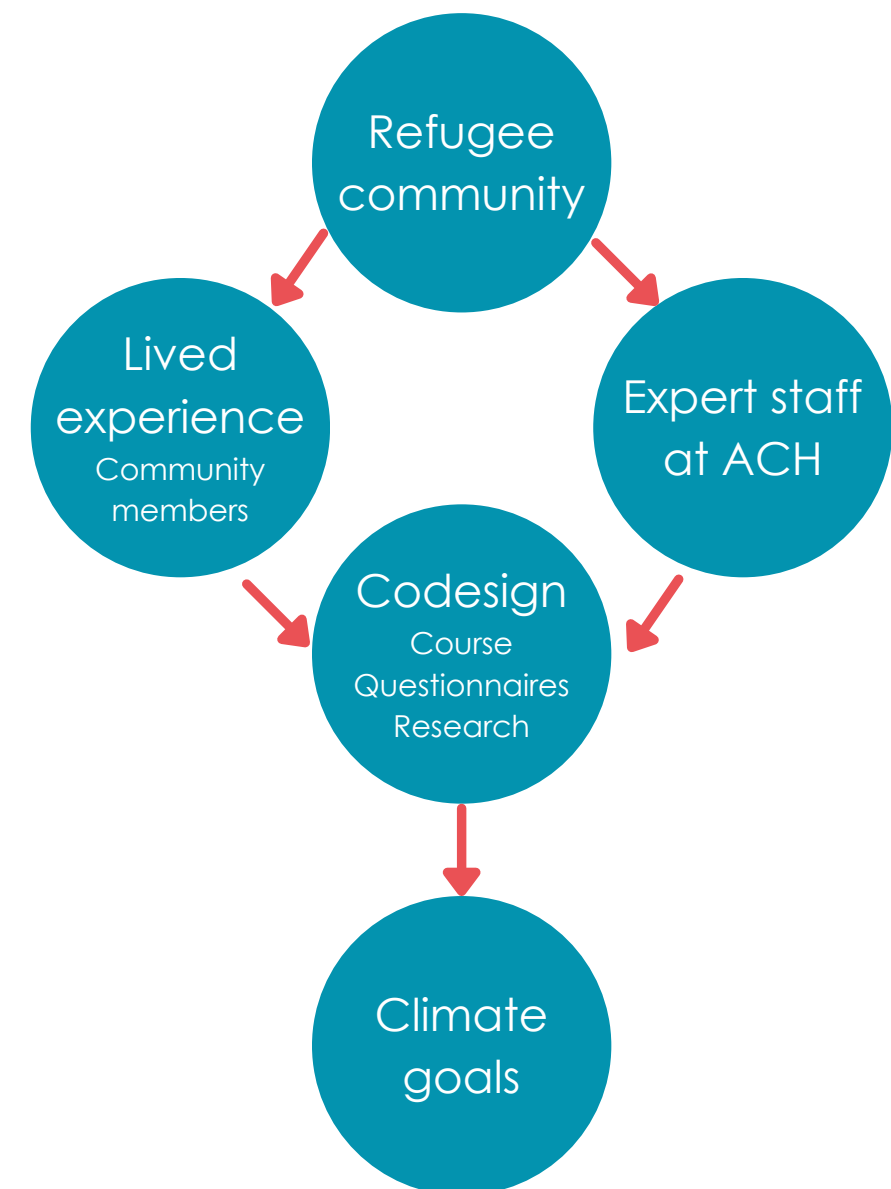 Refugee
community
Lived
experience
Community
members
Expert staff
at ACH
Codesign
Course
Questionnaires
Research
Climate
goals